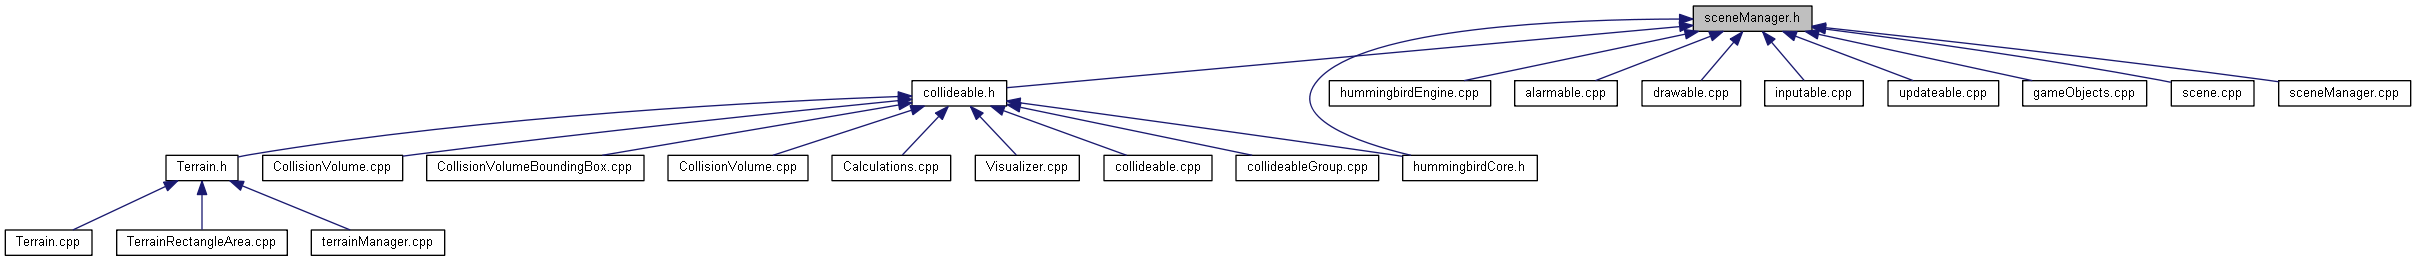 sceneManager.h
collideable.h
hummingbirdEngine.cpp
alarmable.cpp
drawable.cpp
inputable.cpp
updateable.cpp
gameObjects.cpp
scene.cpp
sceneManager.cpp
Terrain.h
CollisionVolume.cpp
CollisionVolumeBoundingBox.cpp
CollisionVolume.cpp
Calculations.cpp
Visualizer.cpp
collideable.cpp
collideableGroup.cpp
hummingbirdCore.h
Terrain.cpp
TerrainRectangleArea.cpp
terrainManager.cpp